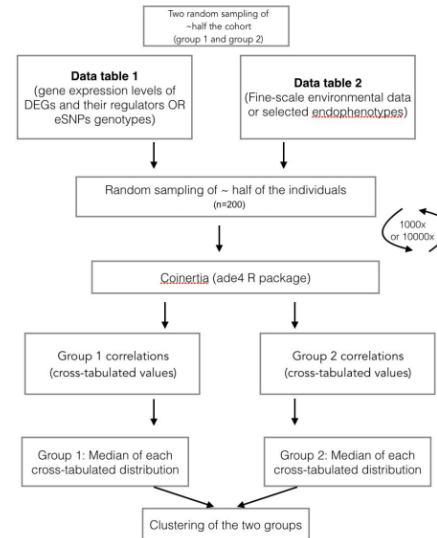 Two random sampling of
~half the cohort
(group 1 and group 2)
Data table 1
(gene expression levels of
DEGs and their regulators OR
eSNPs genotypes)
Data table 2
(Fine-scale environmental data
or selected endophenotypes)
Random sampling of ~ half of the individuals
(n=200)
1000x
or 10000x
Coinertia (ade4 R package)
Group 1 correlations
(cross-tabulated values)
Group 2 correlations
(cross-tabulated values)
Group 1: Median of each
cross-tabulated distribution
Group 2: Median of each
cross-tabulated distribution
Clustering of the two groups